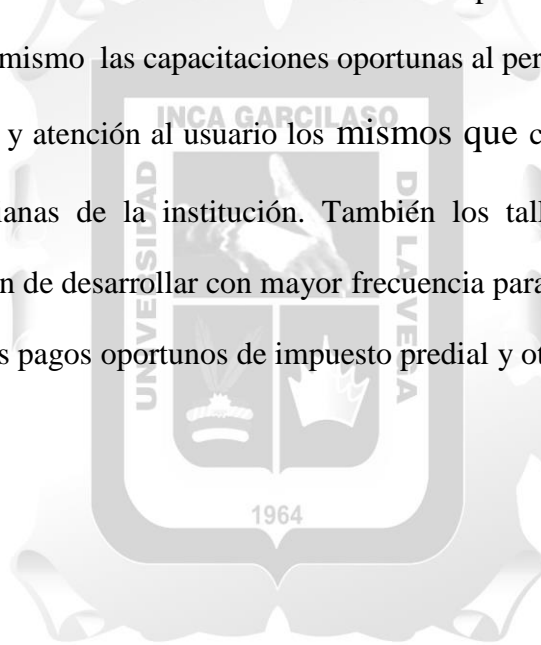 mismo las capacitaciones oportunas al per
INCA GARCILASO
y atención al usuario los mismos que c
UNIVERSIDAD
DE LA VEGA
ianas de la institución. También los tall
n de desarrollar con mayor frecuencia para
s pagos oportunos de impuesto predial y ot
1964